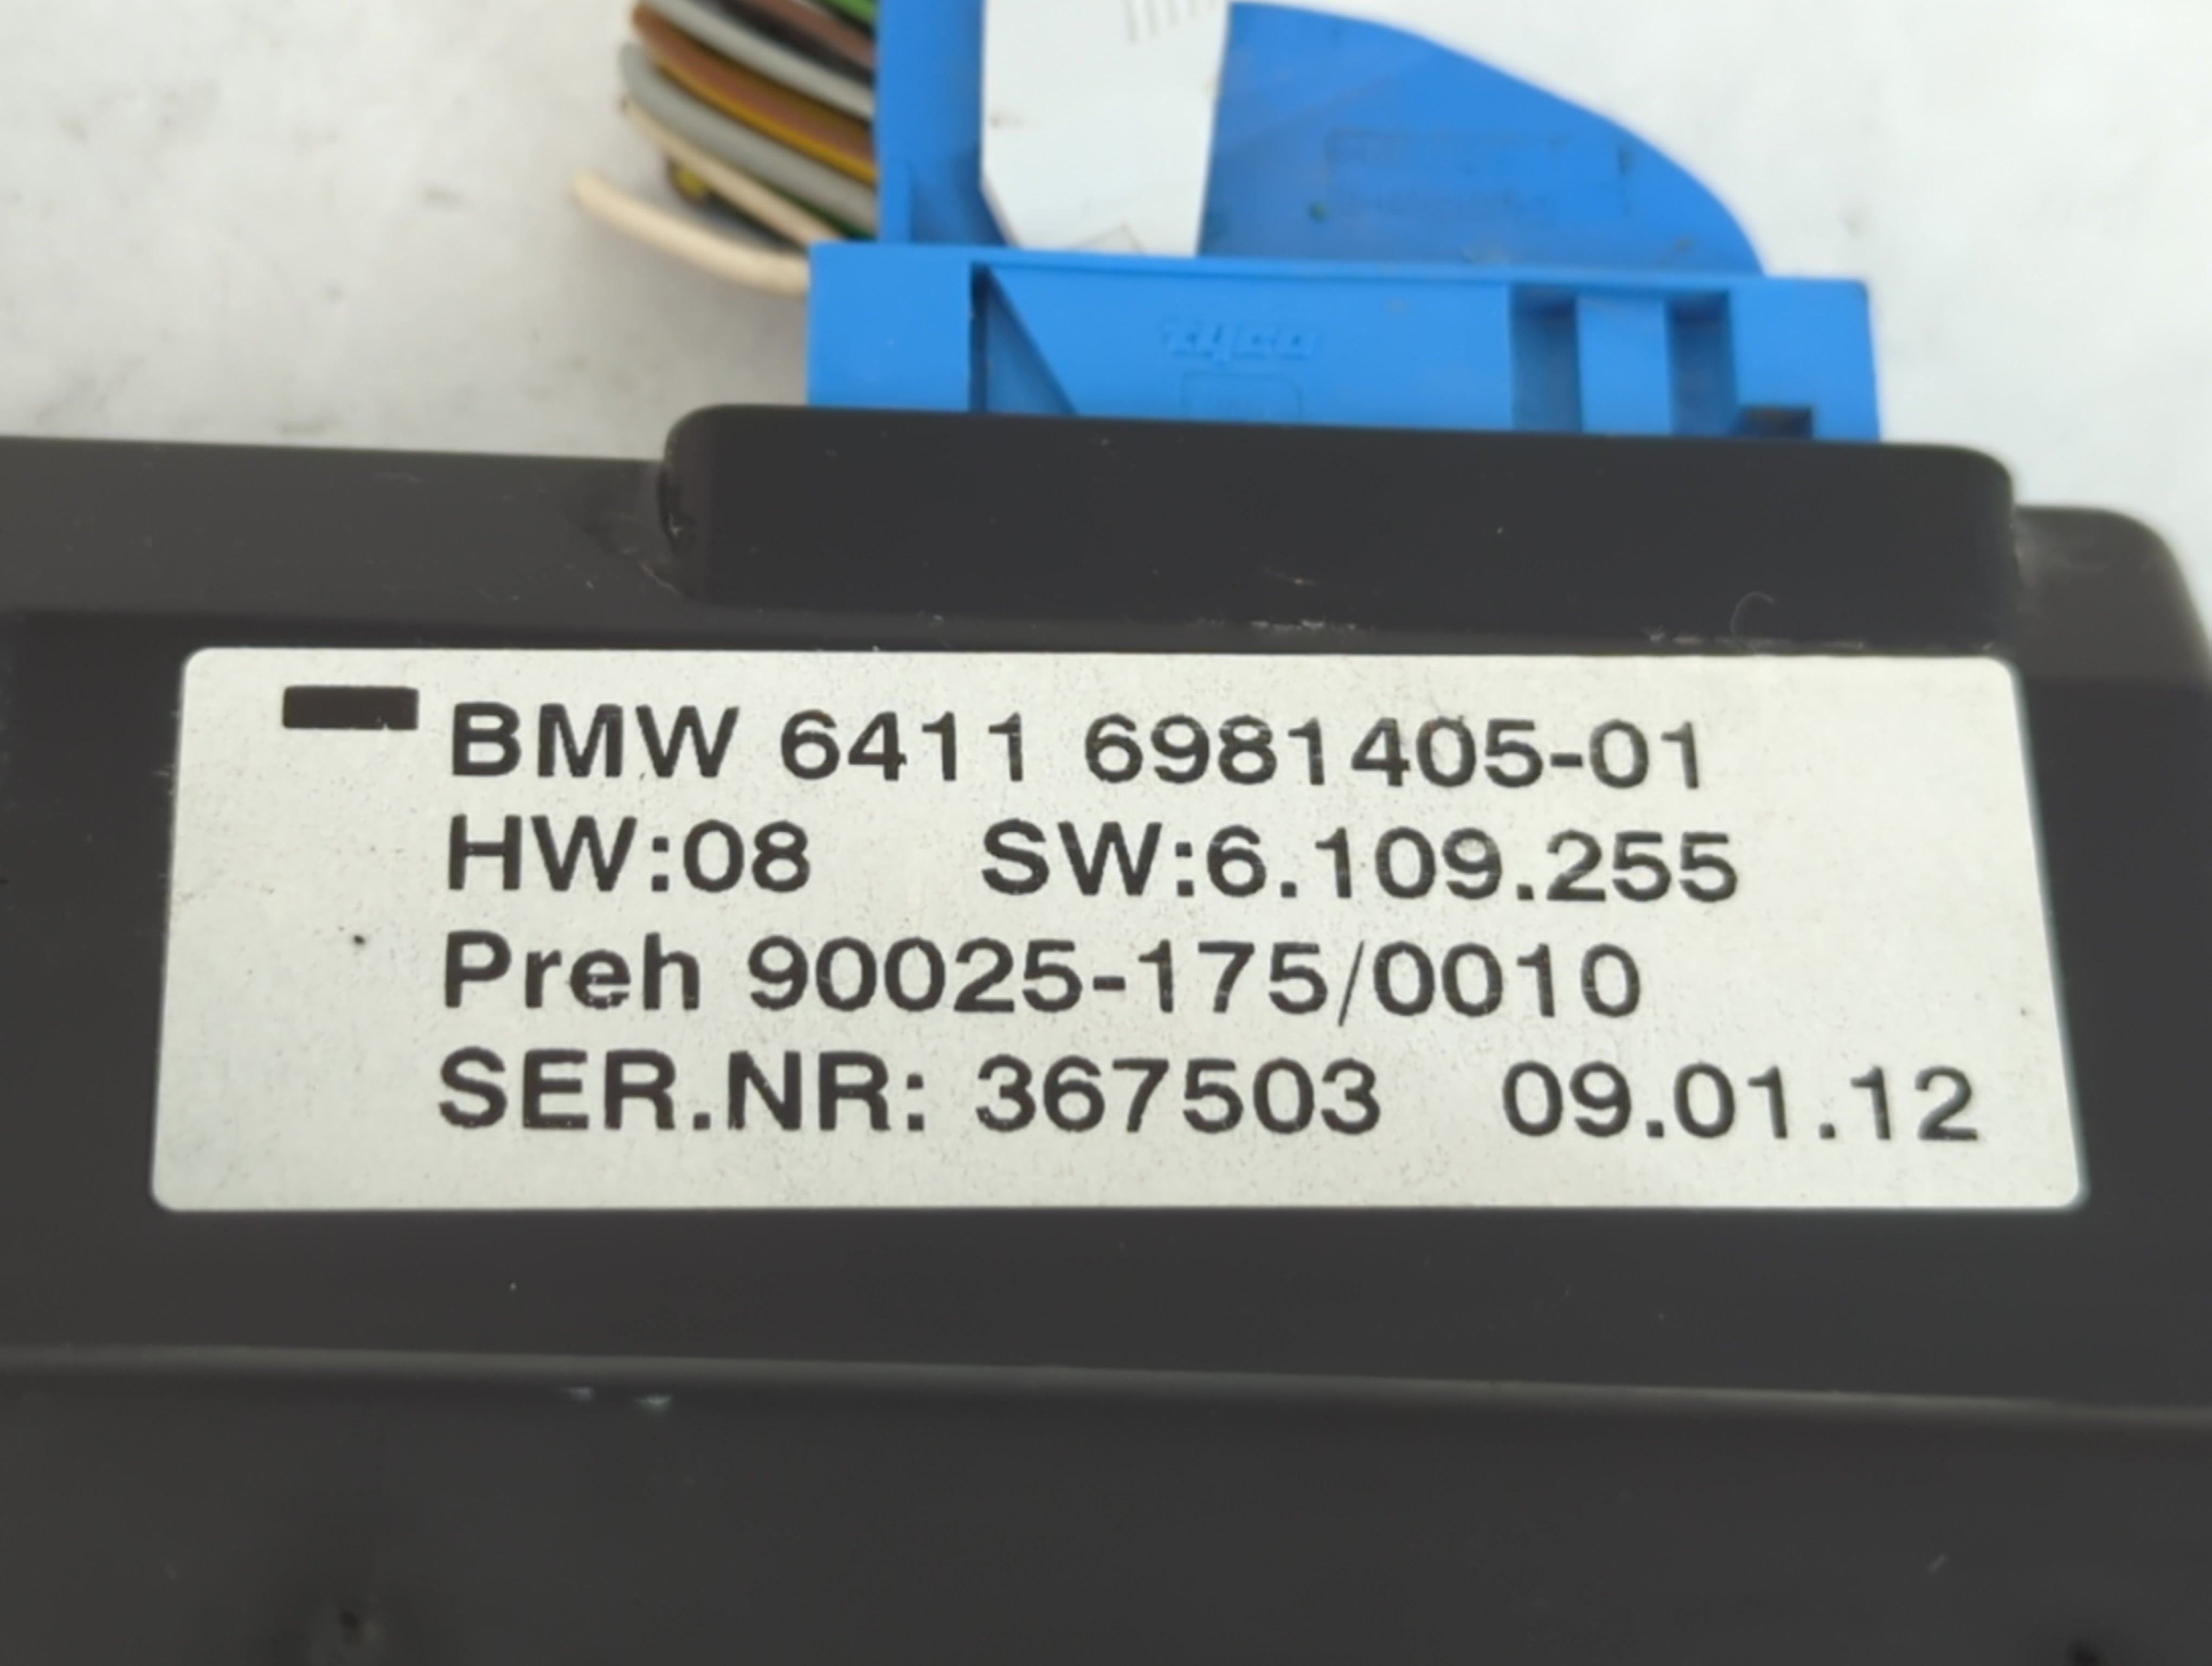 tyco
BMW 6411 6981405-01
HW:08 SW:6.109.255
Preh 90025-175/0010
SER.NR: 367503 09.01.12